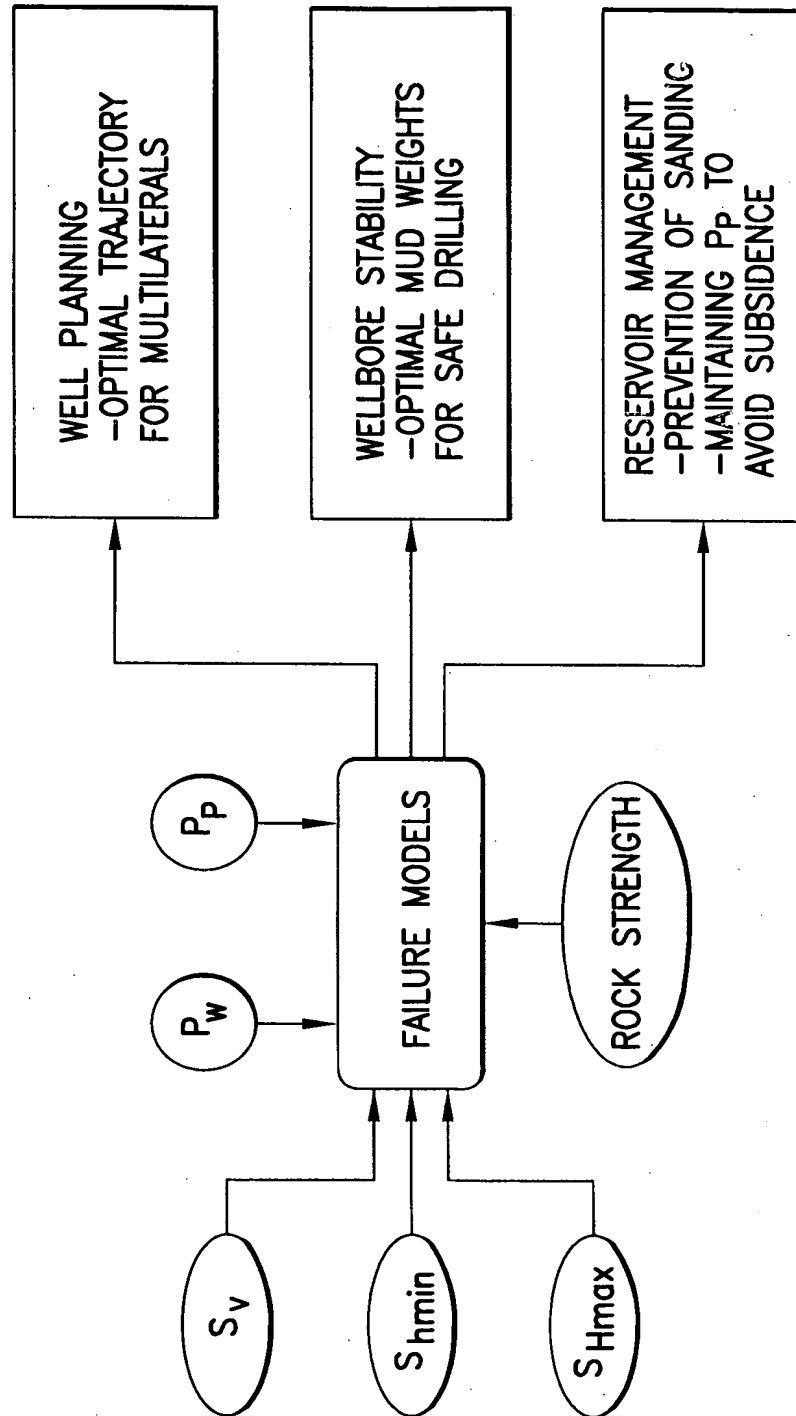 S_v
S_hmin
S_Hmax
P_w
P_P
FAILURE MODELS
ROCK STRENGTH
WELL PLANNING
-OPTIMAL TRAJECTORY
FOR MULTILATERALS
WELLBORE STABILITY
-OPTIMAL MUD WEIGHTS
FOR SAFE DRILLING
RESERVOIR MANAGEMENT
-PREVENTION OF SANDING
-MAINTAINING P_P TO
AVOID SUBSIDENCE